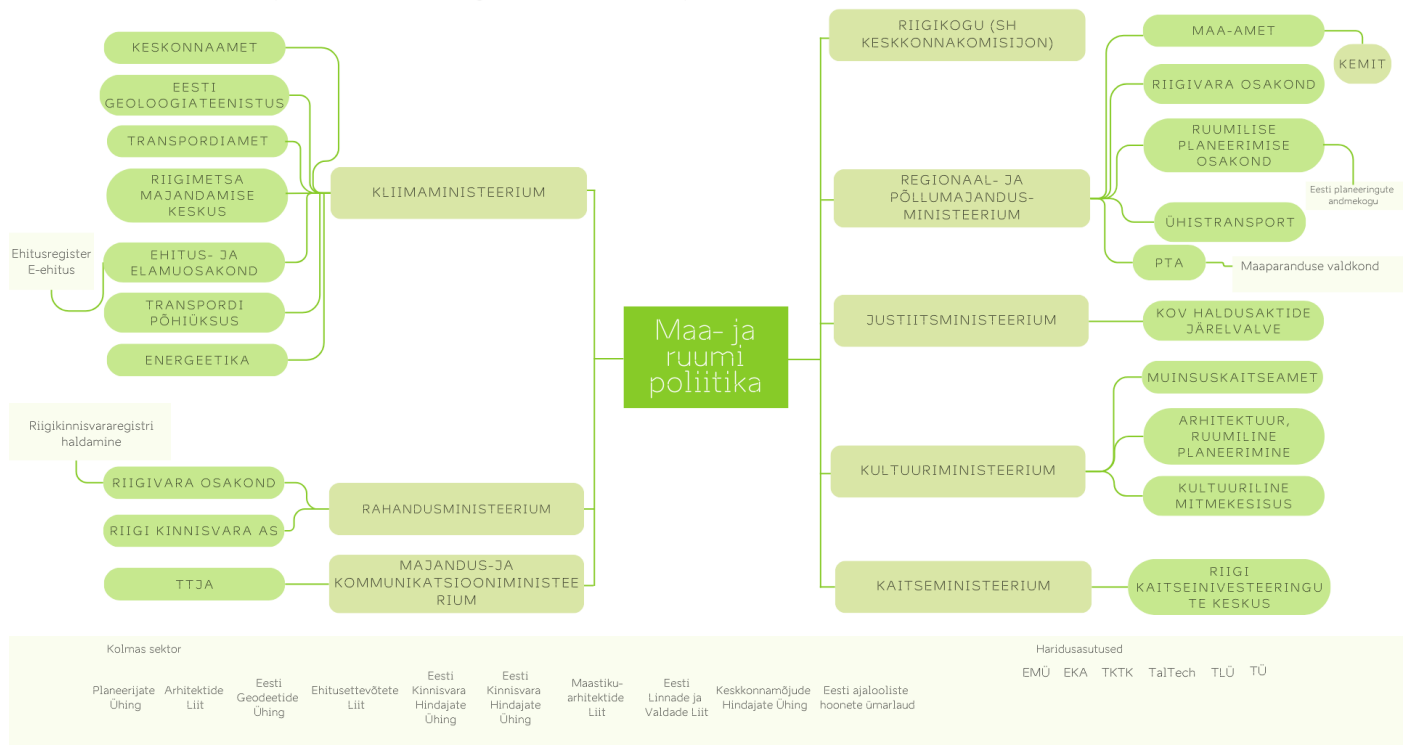 KESKONNAAMET
EESTI
GEOLOOGIATEENISTUS
TRANSPORDIAMET
RIIGIMETSA
MAJANDAMISE
KESKUS
EHITUS- JA
ELAMUOSAKOND
TRANSPORDI
PÕHIÜKSUS
ENERGEETIKA
Ehitusregister
E-ehitus
KLIIMAMINISTEERIUM
Riigikinnisvararegistri
haldamine
RIIGIVARA OSAKOND
RIIGI KINNISVARA AS
RAHANDUSMINISTEERIUM
TTJA
MAJANDUS-JA
KOMMUNIKATSIOONIMINISTEE
RIUM
Maa- ja
ruumi
poliitika
RIIGIKOGU (SH
KESKKONNAKOMISIJON)
REGIONAAL- JA
PÕLLUMAJANDUS-
MINISTEERIUM
MAA-AMET
KEMIT
RIIGIVARA OSAKOND
RUUMILISE
PLANEERIMISE
OSAKOND
Eesti planeeringute
andmekogu
ÜHISTRANSPORT
PTA
Maaparanduse valdkond
JUSTIITSMINISTEERIUM
KOV HALDUSAKTIDE
JÄRELVALVE
KULTUURIMINISTEERIUM
MUINSUSKAITSEAMET
ARHITEKTUUR,
RUUMILINE
PLANEERIMINE
KULTUURILINE
MITMEKESISUS
KAITSEMINISTEERIUM
RIIGI
KAITSEINIVESTEERINGU
TE KESKUS
Kolmas sektor
Planeerijate
Ühing
Arhitektide
Liit
Eesti
Geodeetide
Ühing
Ehitusettevõtete
Liit
Eesti
Kinnisvara
Hindajate
Ühing
Eesti
Kinnisvara
Hindajate
Ühing
Maastiku-
arhitektide
Liit
Eesti
Linnade ja
Valdade Liit
Keskkonnamõjude
Hindajate Ühing
Eesti ajalooliste
hoonete ümarlaud
Haridusasutused
EMÜ EKA TKTK TalTech TLÜ TÜ